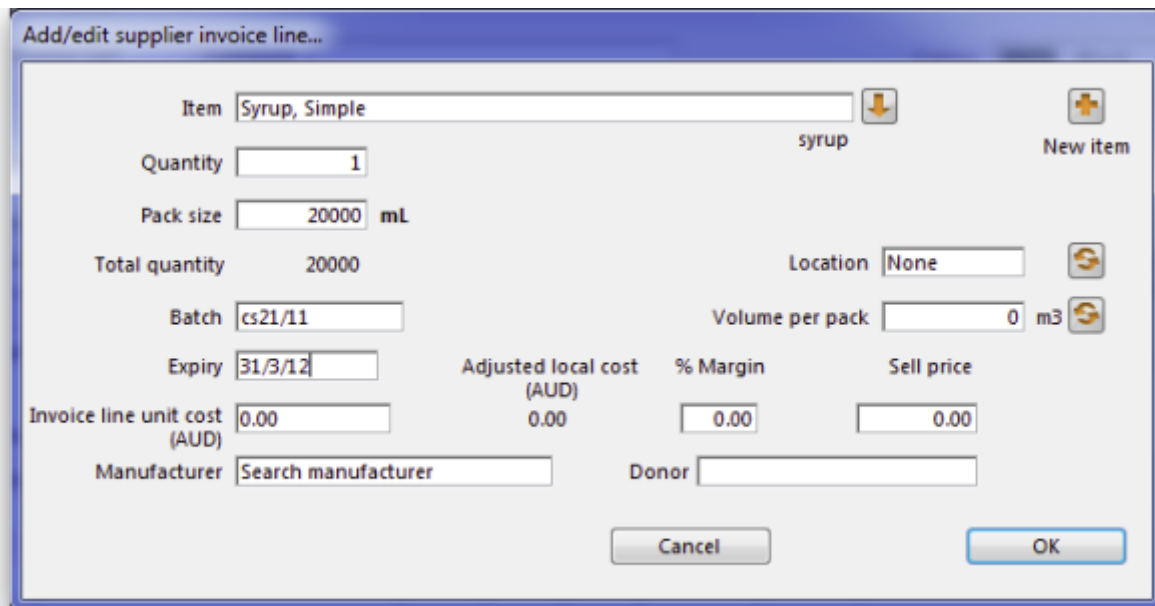 Add/edit supplier invoice line...
Item Syrup, Simple
syrup New item
Quantity 1
Pack size 20000 mL
Total quantity 20000 Location None
Batch cs21/11 Volume per pack 0 m3
Expiry 31/3/12 Adjusted local cost % Margin Sell price
(AUD)
Invoice line unit cost 0.00 0.00 0.00 0.00
(AUD)
Manufacturer Search manufacturer Donor
Cancel OK